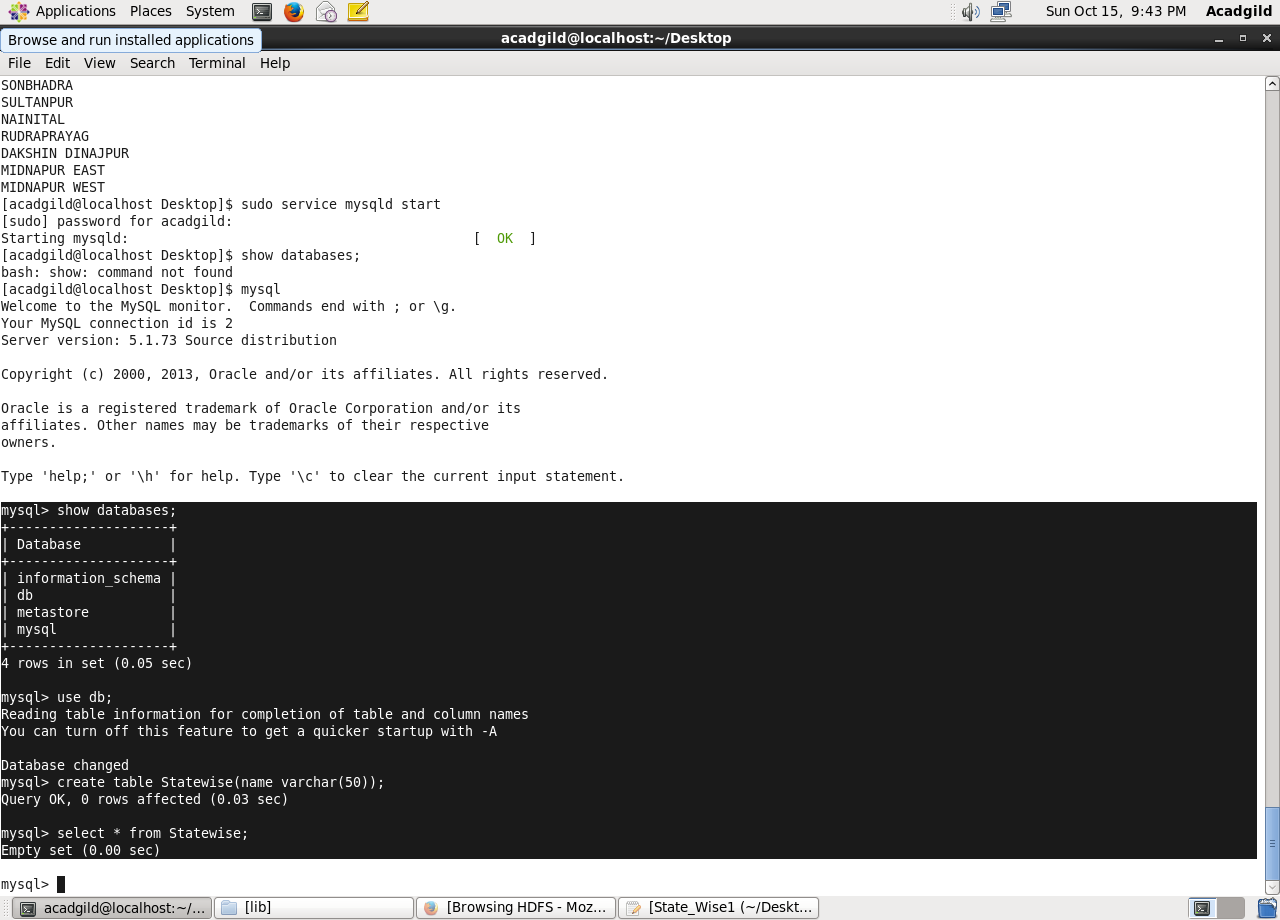 Applications Places System Sun Oct 15, 9:43 PM Acadgild
Browse and run installed applications acadgild@localhost:~/Desktop
File Edit View Search Terminal Help
SONBHADRA
SULTANPUR
NAINITAL
RUDRAPRAYAG
DAKSHIN DINAJPUR
MIDNAPUR EAST
MIDNAPUR WEST
[acadgild@localhost Desktop]$ sudo service mysqld start
[sudo] password for acadgild:
Starting mysqld:                                           [  OK  ]
[acadgild@localhost Desktop]$ show databases;
bash: show: command not found
[acadgild@localhost Desktop]$ mysql
Welcome to the MySQL monitor.  Commands end with ; or \g.
Your MySQL connection id is 2
Server version: 5.1.73 Source distribution
Copyright (c) 2000, 2013, Oracle and/or its affiliates. All rights reserved.
Oracle is a registered trademark of Oracle Corporation and/or its
affiliates. Other names may be trademarks of their respective
owners.
Type 'help;' or '\h' for help. Type '\c' to clear the current input statement.
mysql> show databases;
+--------------------+
| Database           |
+--------------------+
| information_schema |
| db                 |
| metastore          |
| mysql              |
+--------------------+
4 rows in set (0.05 sec)
mysql> use db;
Reading table information for completion of table and column names
You can turn off this feature to get a quicker startup with -A
Database changed
mysql> create table Statewise(name varchar(50));
Query OK, 0 rows affected (0.03 sec)
mysql> select * from Statewise;
Empty set (0.00 sec)
mysql>
acadgild@localhost:~/... [lib] [Browsing HDFS - Moz... [State_Wise1 (~/Deskt...